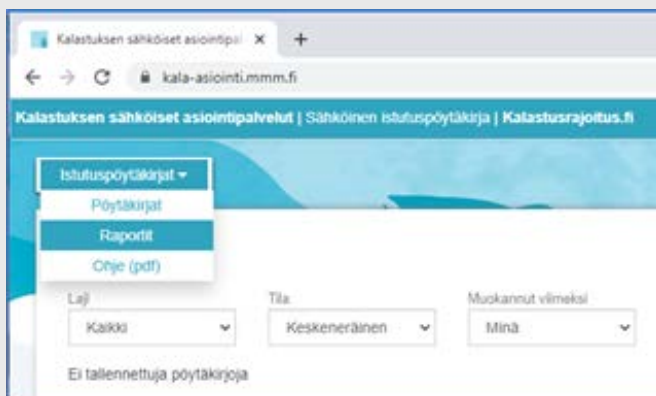 Kalastuksen sähköiset asiointipal
kala-asiointi.mmm.fi
Kalastuksen sähköiset asiointipalvelut | Sähköinen istutuspöytäkirja | Kalastusrajoitus.fi
Istutuspöytäkirjat
Pöytäkirjat
Raportit
Ohje (pdf)
Laji Tila Muokannut viimeksi
Kaikki Keskeneräinen Minä
Ei tallennettuja pöytäkirjoja